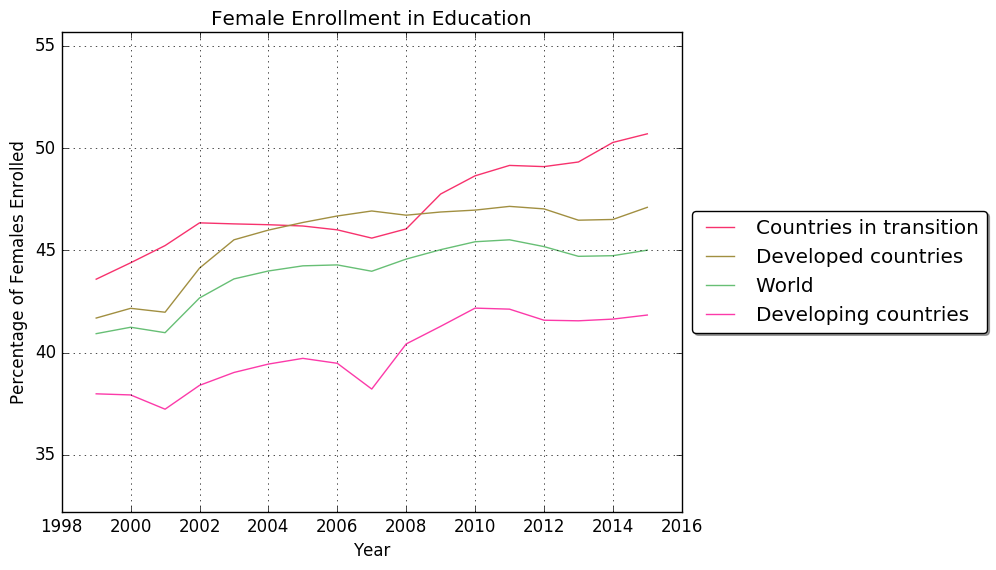 Female Enrollment in Education
Percentage of Females Enrolled
55
50
45
40
35
1998 2000 2002 2004 2006 2008 2010 2012 2014 2016
Year
Countries in transition
Developed countries
World
Developing countries